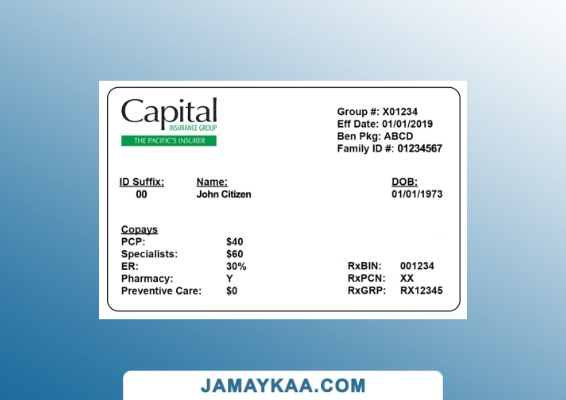 Capital
INSURANCE GROUP
THE PACIFIC'S INSURER
Group #: X01234
Eff Date: 01/01/2019
Ben Pkg: ABCD
Family ID #: 01234567
ID Suffix: Name: DOB:
00 John Citizen 01/01/1973
Copays
PCP: $40
Specialists: $60
ER: 30% RxBIN: 001234
Pharmacy: Y RxPCN: XX
Preventive Care: $0 RxGRP: RX12345
JAMAYKAA.COM